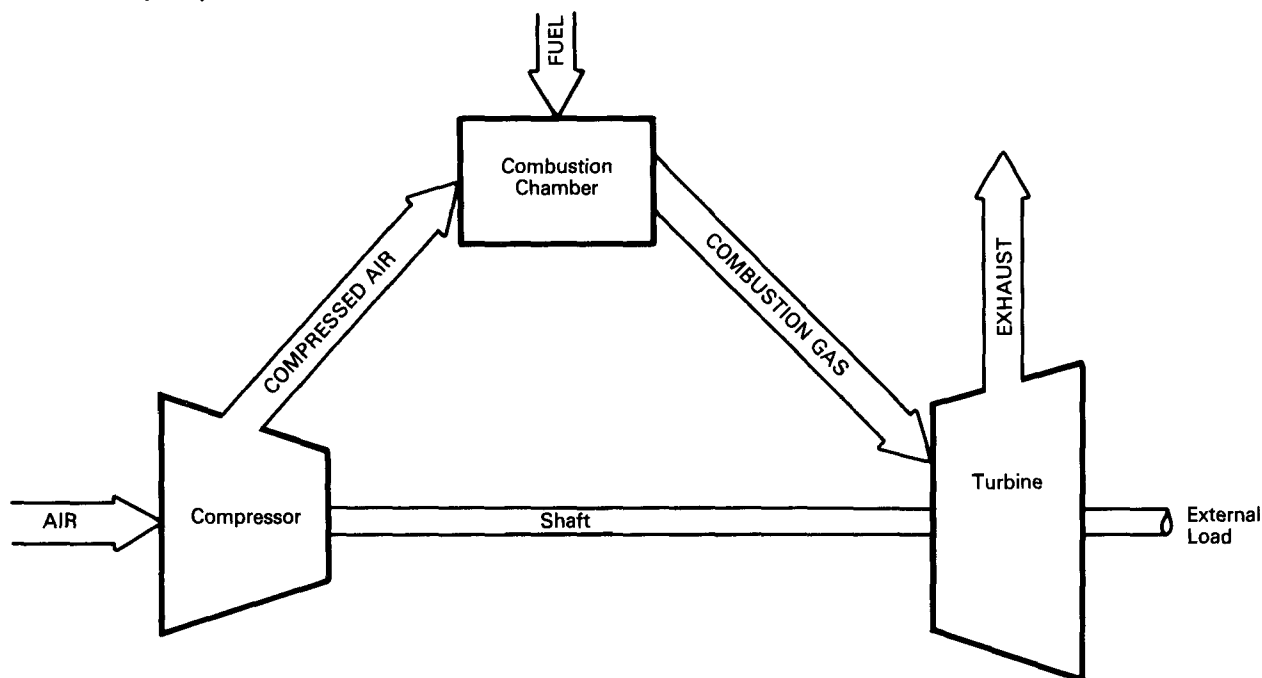 FUEL
Combustion
Chamber
COMPRESSED AIR
COMBUSTION GAS
EXHAUST
AIR
Compressor
Shaft
Turbine
External
Load